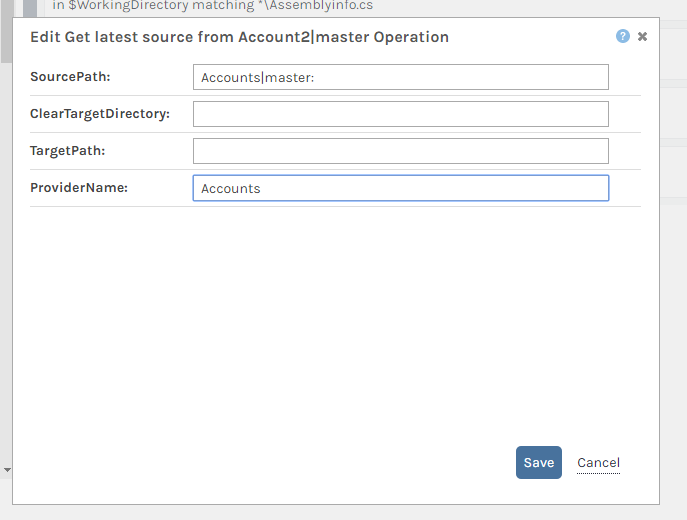 in $WorkingDirectory matching *\Assemblyinfo.cs
Edit Get latest source from Account2|master Operation
SourcePath: Accounts|master:
ClearTargetDirectory:
TargetPath:
ProviderName: Accounts
Save Cancel